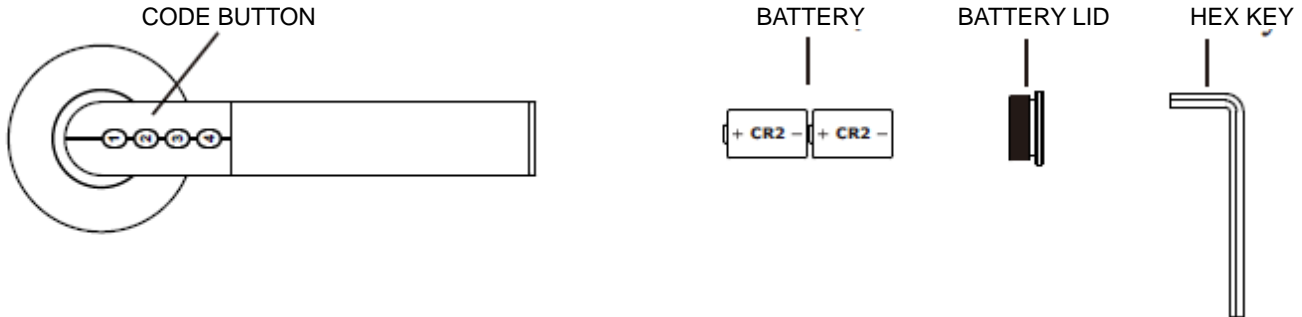 CODE BUTTON
BATTERY
BATTERY LID
HEX KEY
1 2 3 4
+ CR2 - + CR2 -